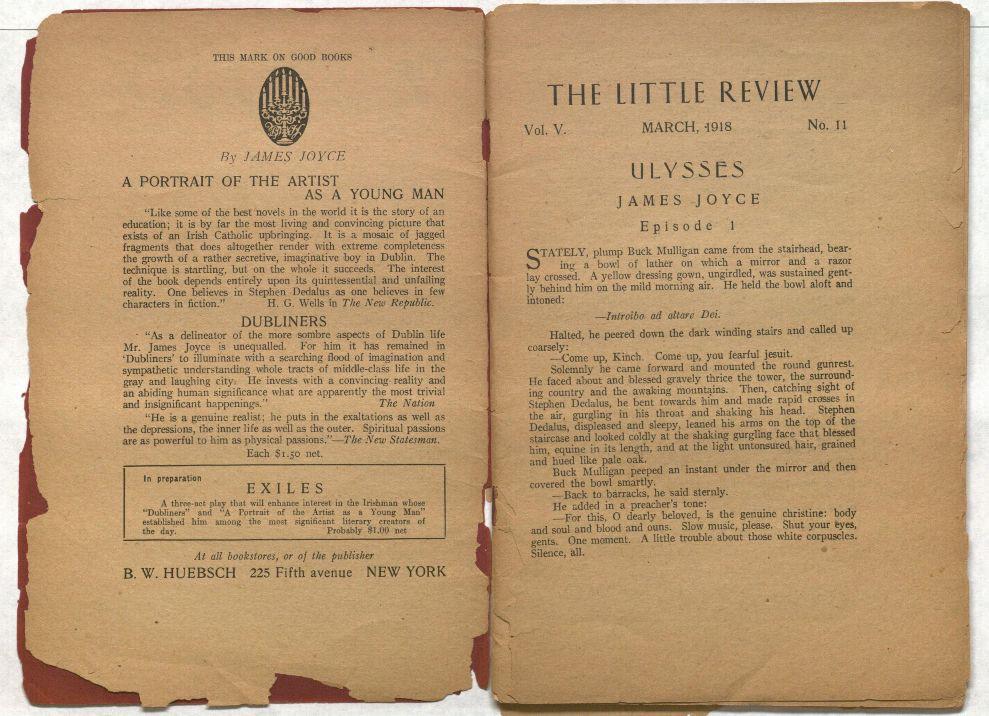 THIS MARK ON GOOD BOOKS
By JAMES JOYCE
A PORTRAIT OF THE ARTIST
AS A YOUNG MAN
"Like some of the best novels in the world it is the story of an
education; it is by far the most living and convincing picture that
exists of an Irish Catholic upbringing. It is a mosaic of jagged
fragments that does altogether render with extreme completeness
the growth of a rather secretive, imaginative boy in Dublin. The
technique is startling, but on the whole it succeeds. The interest
of the book depends entirely upon its quintessential and unfailing
reality. One believes in Stephen Dedalus as one believes in few
characters in fiction." H. G. Wells in The New Republic.
DUBLINERS
"As a delineator of the more sombre aspects of Dublin life
Mr. James Joyce is unequalled. For him it has remained in
'Dubliners' to illuminate with a searching flood of imagination and
sympathetic understanding whole tracts of middle-class life in the
gray and laughing city. He invests with a convincing reality and
an abiding human significance what are apparently the most trivial
and insignificant happenings." The Nation
"He is a genuine realist; he puts in the exaltations as well as
the depressions, the inner life as well as the outer. Spiritual passions
are as powerful to him as physical passions."—The New Statesman.
Each $1.50 net.
In preparation
EXILES
A three-act play that will enhance interest in the Irishman whose
"Dubliners" and "A Portrait of the Artist as a Young Man"
established him among the most significant literary creators of
the day. Probably $1.00 net
At all bookstores, or of the publisher
B. W. HUEBSCH 225 Fifth avenue NEW YORK
THE LITTLE REVIEW
Vol. V. MARCH, 1918 No. 11
ULYSSES
JAMES JOYCE
Episode 1
STATELY, plump Buck Mulligan came from the stairhead, bear-
ing a bowl of lather on which a mirror and a razor
lay crossed. A yellow dressing gown, ungirdled, was sustained gent-
ly behind him on the mild morning air. He held the bowl aloft and
intoned:
—Introibo ad altare Dei.
Halted, he peered down the dark winding stairs and called up
coarsely:
—Come up, Kinch. Come up, you fearful jesuit.
Solemnly he came forward and mounted the round gunrest.
He faced about and blessed gravely thrice the tower, the surround-
ing country and the awaking mountains. Then, catching sight of
Stephen Dedalus, he bent towards him and made rapid crosses in
the air, gurgling in his throat and shaking his head. Stephen
Dedalus, displeased and sleepy, leaned his arms on the top of the
staircase and looked coldly at the shaking gurgling face that blessed
him, equine in its length, and at the light untonsured hair, grained
and hued like pale oak.
Buck Mulligan peeped an instant under the mirror and then
covered the bowl smartly.
—Back to barracks, he said sternly.
He added in a preacher's tone:
—For this, O dearly beloved, is the genuine christine: body
and soul and blood and ouns. Slow music, please. Shut your eyes,
gents. One moment. A little trouble about those white corpuscles.
Silence, all.